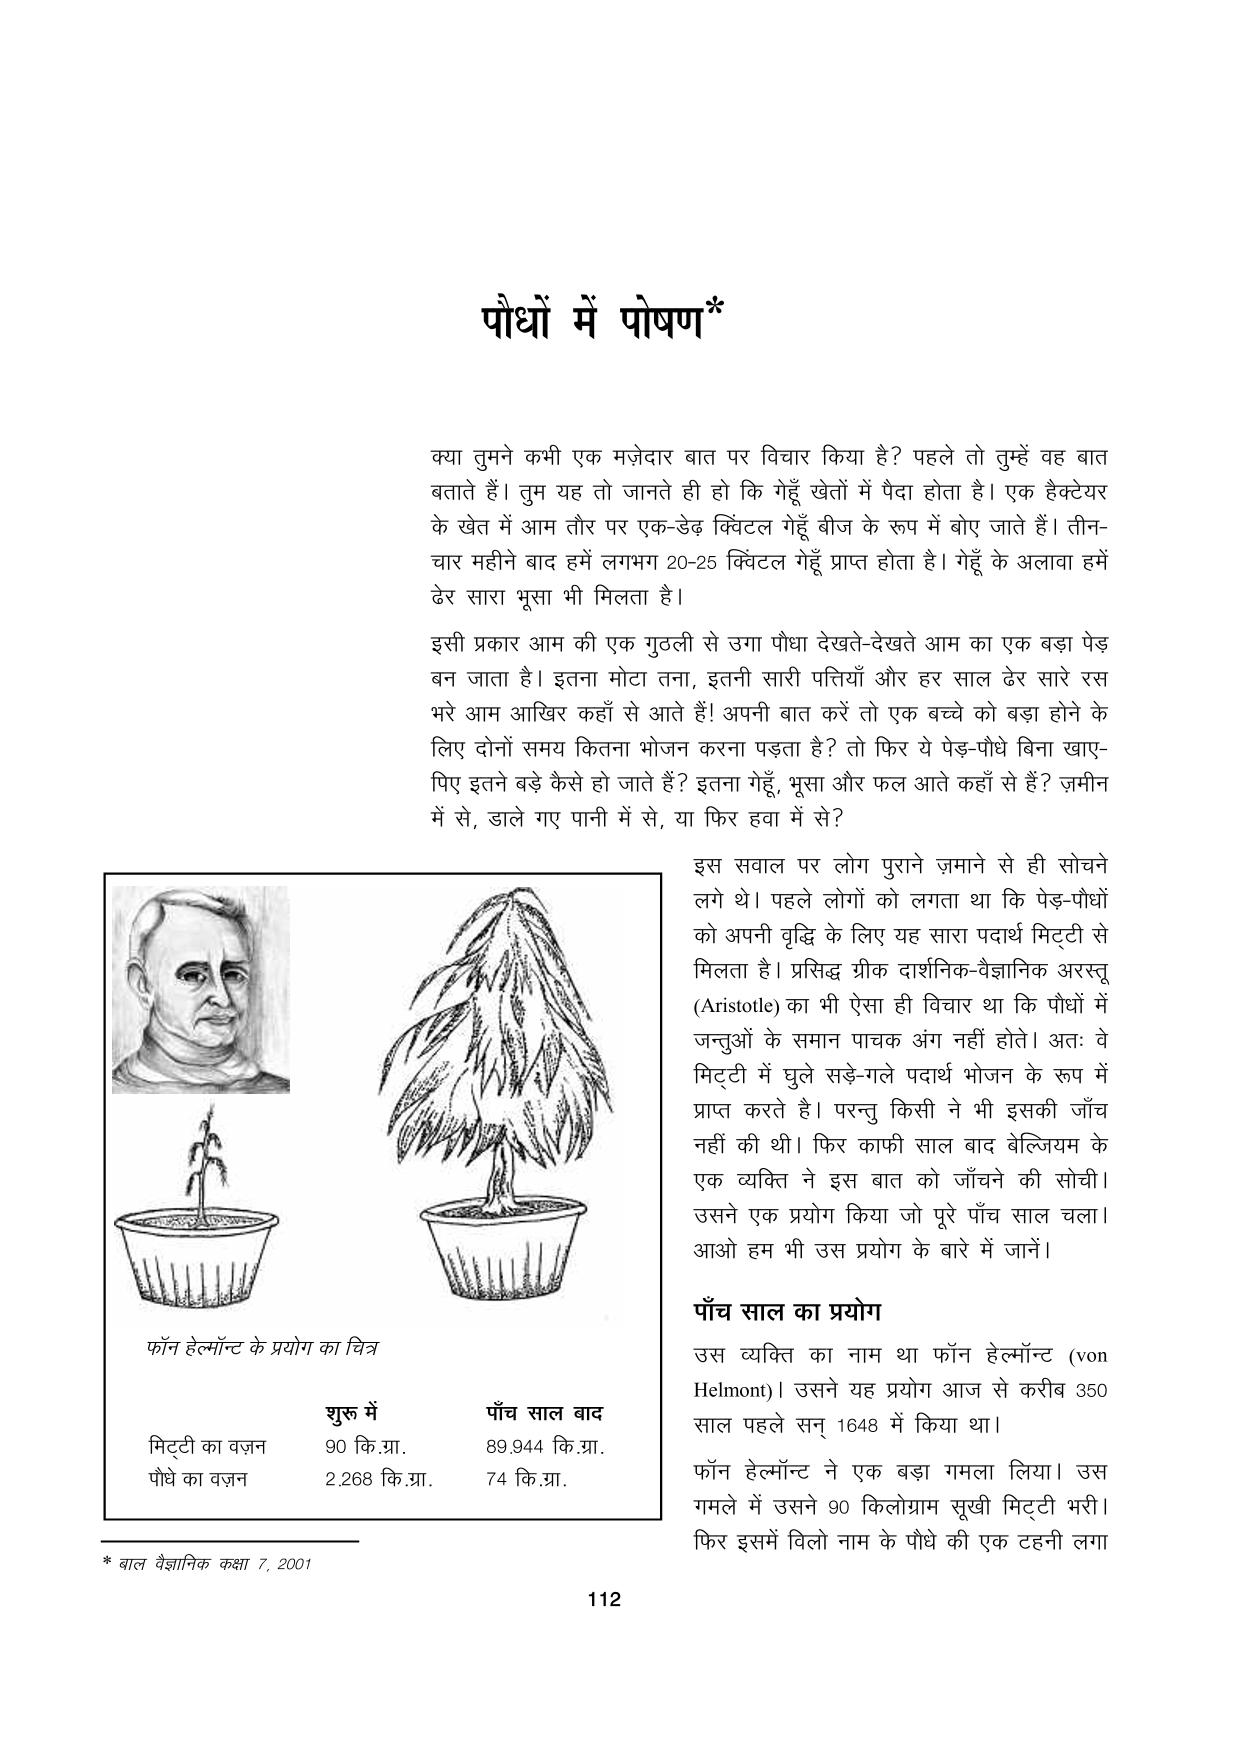 पौधों में पोषण*
क्या तुमने कभी एक मज़ेदार बात पर विचार किया है? पहले तो तुम्हें वह बात
बताते हैं। तुम यह तो जानते ही हो कि गेहूँ खेतों में पैदा होता है। एक हैक्टेयर
के खेत में आम तौर पर एक-डेढ़ क्विंटल गेहूँ बीज के रूप में बोए जाते हैं। तीन-
चार महीने बाद हमें लगभग 20-25 क्विंटल गेहूँ प्राप्त होता है। गेहूँ के अलावा हमें
ढेर सारा भूसा भी मिलता है।
इसी प्रकार आम की एक गुठली से उगा पौधा देखते-देखते आम का एक बड़ा पेड़
बन जाता है। इतना मोटा तना, इतनी सारी पत्तियाँ और हर साल ढेर सारे रस
भरे आम आखिर कहाँ से आते हैं! अपनी बात करें तो एक बच्चे को बड़ा होने के
लिए दोनों समय कितना भोजन करना पड़ता है? तो फिर ये पेड़-पौधे बिना खाए-
पिए इतने बड़े कैसे हो जाते हैं? इतना गेहूँ, भूसा और फल आते कहाँ से हैं? ज़मीन
में से, डाले गए पानी में से, या फिर हवा में से?
इस सवाल पर लोग पुराने ज़माने से ही सोचने
लगे थे। पहले लोगों को लगता था कि पेड़-पौधों
को अपनी वृद्धि के लिए यह सारा पदार्थ मिट्टी से
मिलता है। प्रसिद्ध ग्रीक दार्शनिक-वैज्ञानिक अरस्तू
(Aristotle) का भी ऐसा ही विचार था कि पौधों में
जन्तुओं के समान पाचक अंग नहीं होते। अतः वे
मिट्टी में घुले सड़े-गले पदार्थ भोजन के रूप में
प्राप्त करते है। परन्तु किसी ने भी इसकी जाँच
नहीं की थी। फिर काफी साल बाद बेल्जियम के
एक व्यक्ति ने इस बात को जाँचने की सोची।
उसने एक प्रयोग किया जो पूरे पाँच साल चला।
आओ हम भी उस प्रयोग के बारे में जानें।
पाँच साल का प्रयोग
उस व्यक्ति का नाम था फॉन हेल्मॉन्ट (von
Helmont)। उसने यह प्रयोग आज से करीब 350
साल पहले सन् 1648 में किया था।
फॉन हेल्मॉन्ट ने एक बड़ा गमला लिया। उस
गमले में उसने 90 किलोग्राम सूखी मिट्टी भरी।
फिर इसमें विलो नाम के पौधे की एक टहनी लगा
फॉन हेल्मॉन्ट के प्रयोग का चित्र
शुरू में पाँच साल बाद
मिट्टी का वज़न 90 कि.ग्रा. 89.944 कि.ग्रा.
पौधे का वज़न 2.268 कि.ग्रा. 74 कि.ग्रा.
* बाल वैज्ञानिक कक्षा 7, 2001
112